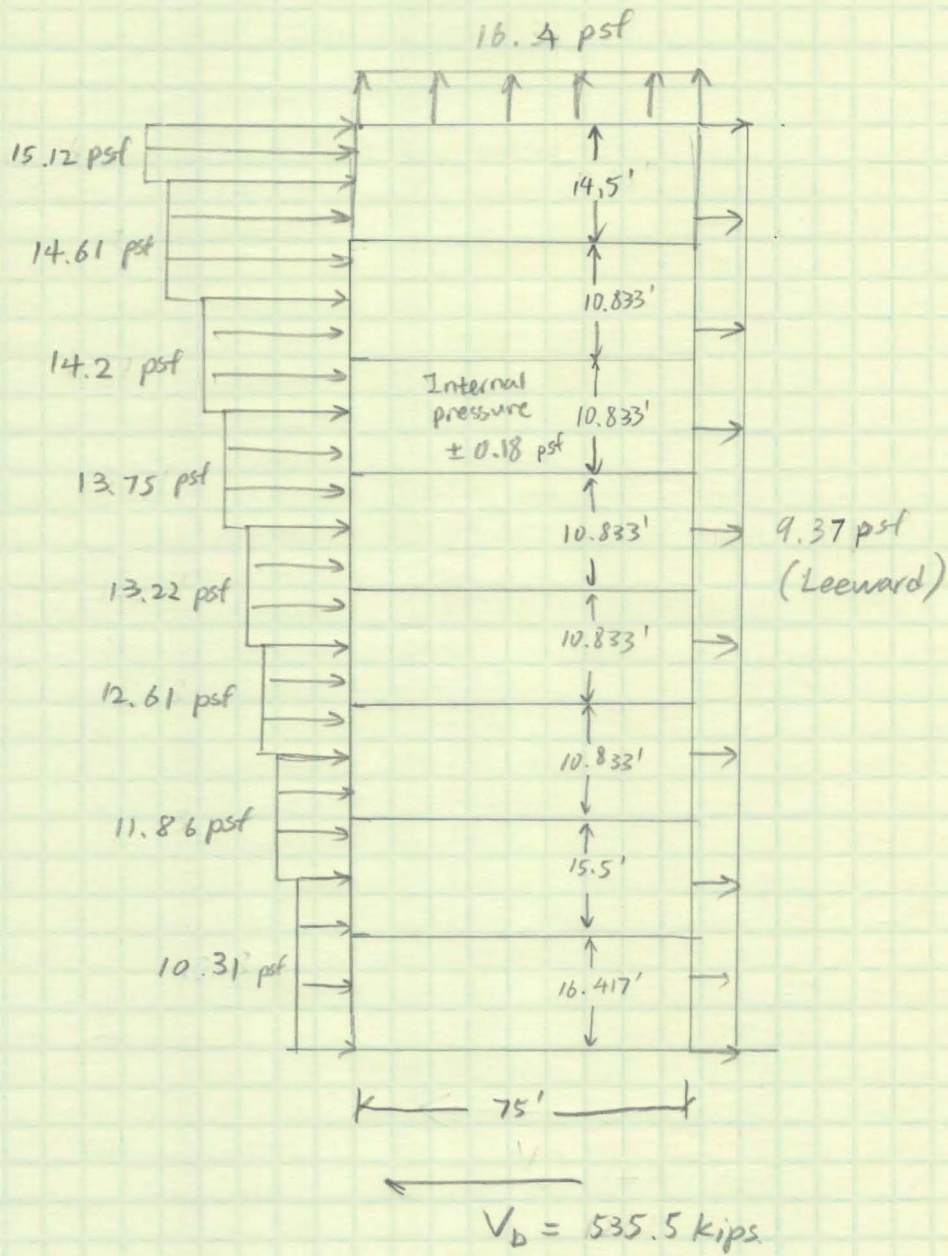 16.4 psf
15.12 psf
14.5'
14.61 psf
10.833'
14.2 psf
Internal
pressure
± 0.18 psf
10.833'
13.75 psf
10.833'
9.37 psf
(Leeward)
13.22 psf
10.833'
12.61 psf
10.833'
11.86 psf
15.5'
10.31 psf
16.417'
75'
Vb = 535.5 kips